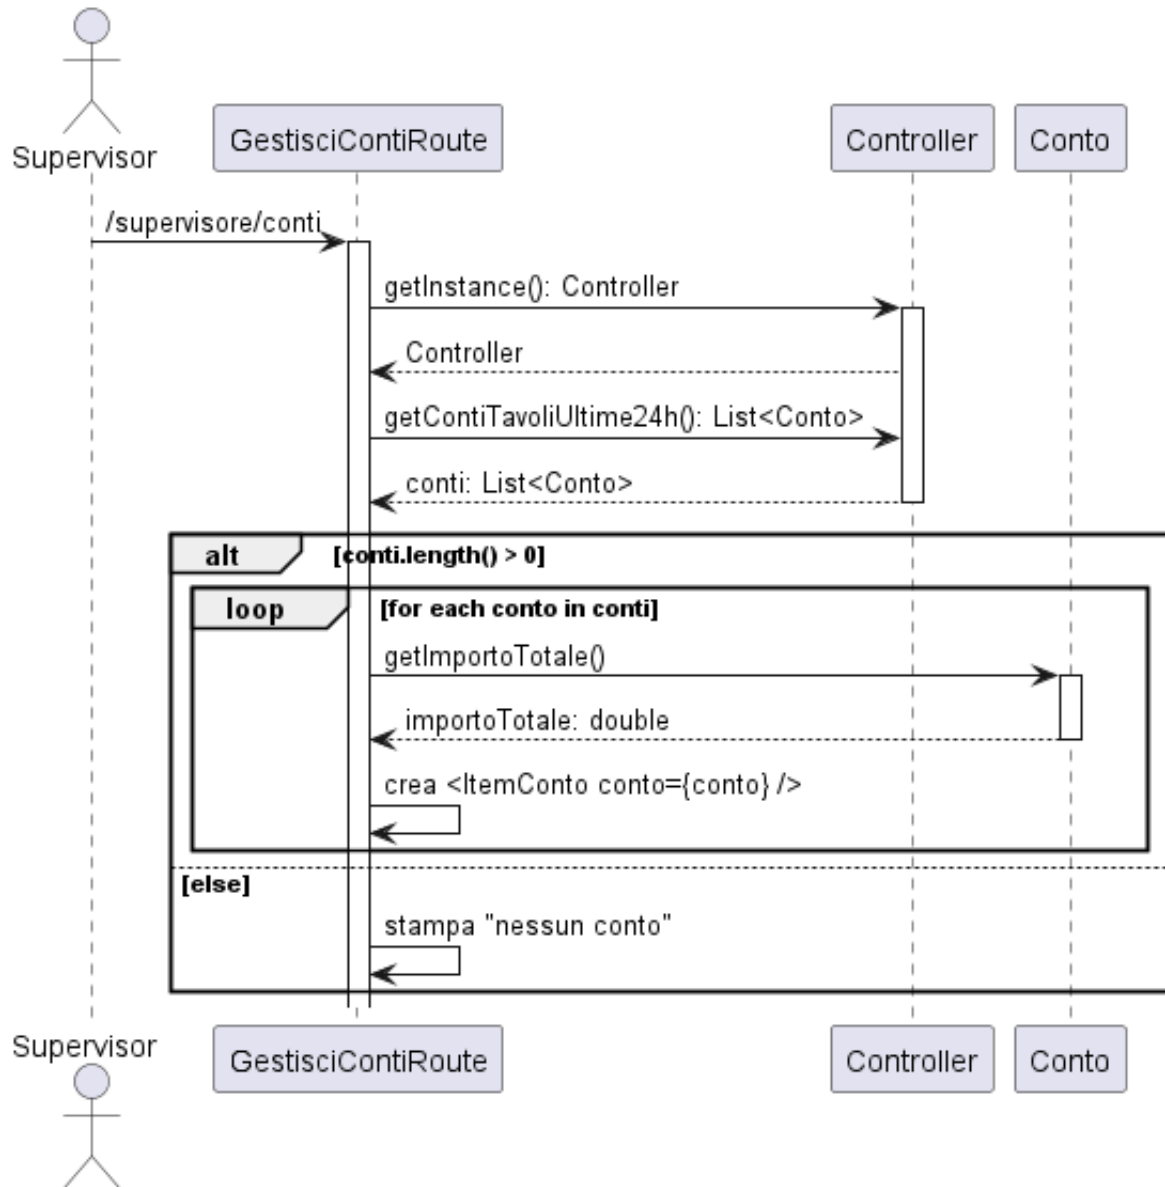 Supervisor
GestisciContiRoute
Controller
Conto
/supervisore/conti
getInstance(): Controller
Controller
getContiTavoliUltime24h(): List<Conto>
conti: List<Conto>
alt
[conti.length() > 0]
loop
[for each conto in conti]
getImportoTotale()
importoTotale: double
crea <ItemConto conto={conto} />
[else]
stampa "nessun conto"
Supervisor
GestisciContiRoute
Controller
Conto